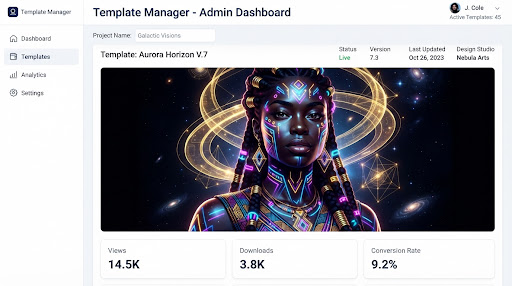 Template Manager
Template Manager - Admin Dashboard
J. Cole
Active Templates: 45
Dashboard
Templates
Analytics
Settings
Project Name: Galactic Visions
Template: Aurora Horizon V.7
Status
Live
Version
7.3
Last Updated
Oct 26, 2023
Design Studio
Nebula Arts
Views
14.5K
Downloads
3.8K
Conversion Rate
9.2%